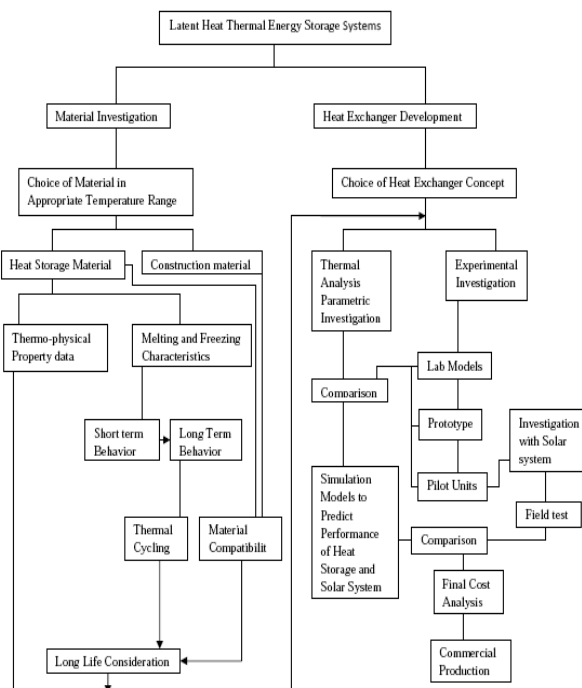 Latent Heat Thermal Energy Storage Systems
Material Investigation
Heat Exchanger Development
Choice of Material in
Appropriate Temperature Range
Choice of Heat Exchanger Concept
Heat Storage Material
Construction material
Thermal
Analysis
Parametric
Investigation
Experimental
Investigation
Thermo-physical
Property data
Melting and Freezing
Characteristics
Lab Models
Comparison
Short term
Behavior
Long Term
Behavior
Prototype
Investigation
with Solar
system
Simulation
Models to
Predict
Performance
of Heat
Storage and
Solar System
Pilot Units
Field test
Thermal
Cycling
Material
Compatibilit
Comparison
Final Cost
Analysis
Long Life Consideration
Commercial
Production